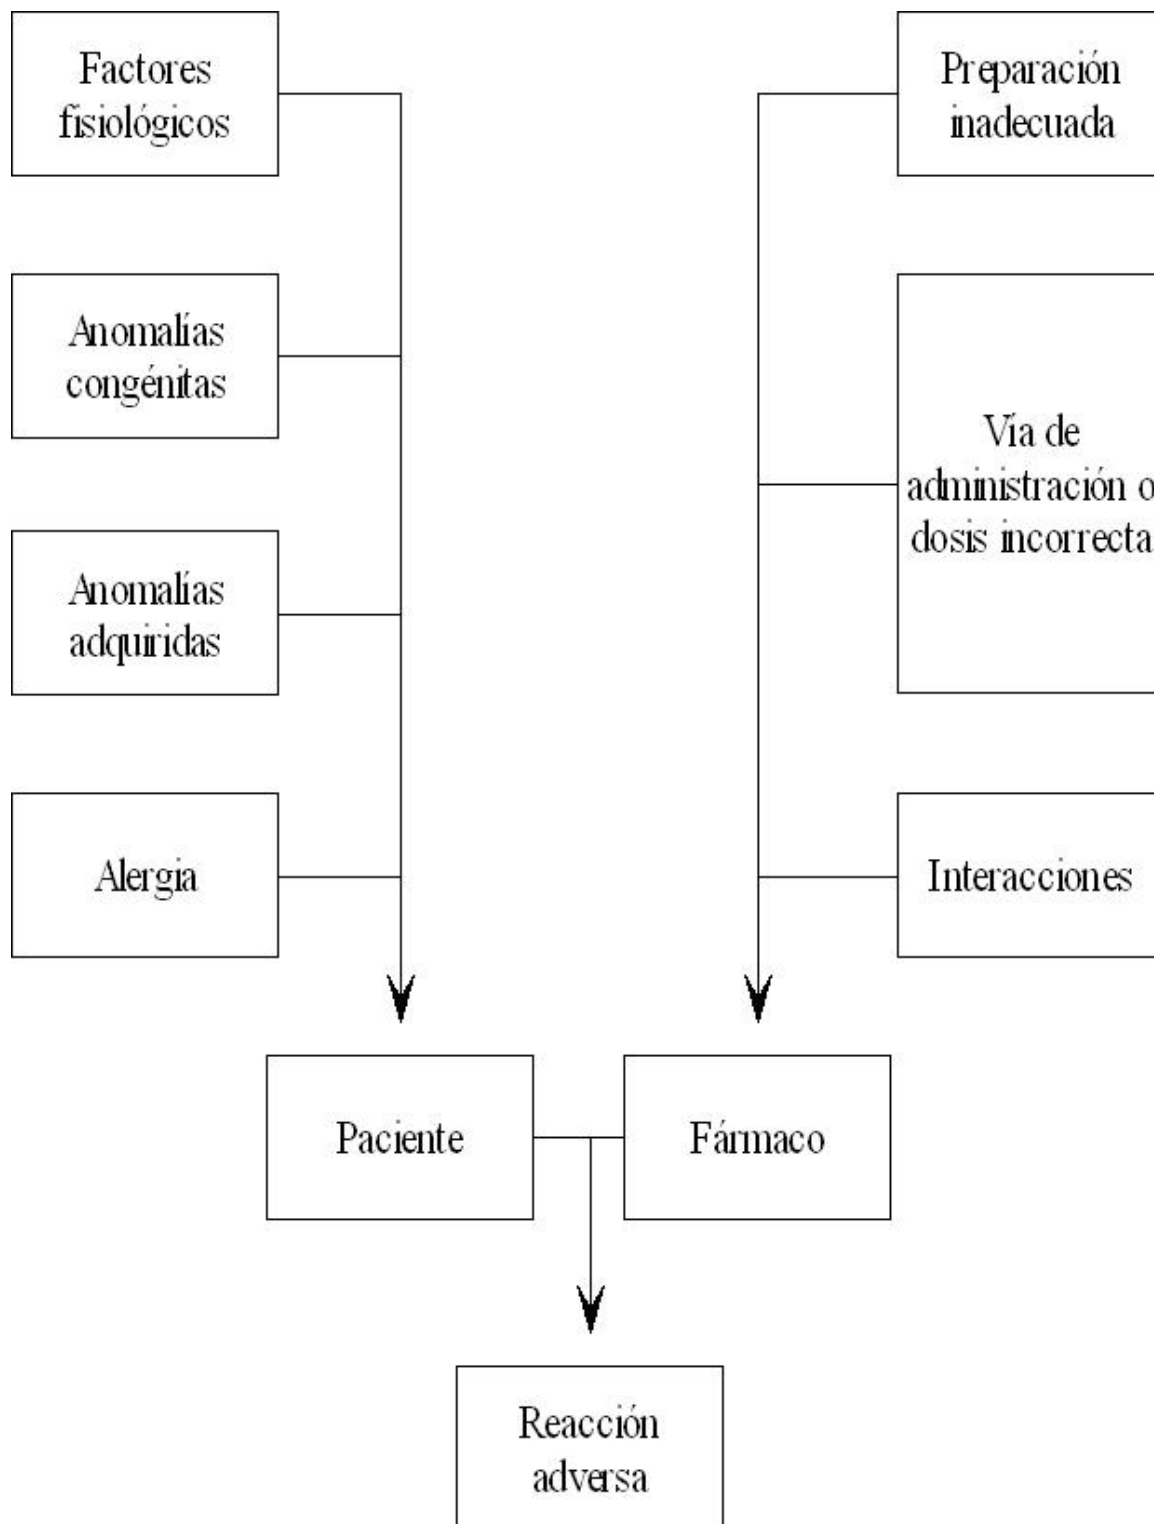 Factores
fisiológicos
Preparación
inadecuada
Anomalías
congénitas
Vía de
administración o
dosis incorrecta
Anomalías
adquiridas
Alergia
Interacciones
Paciente
Fármaco
Reacción
adversa